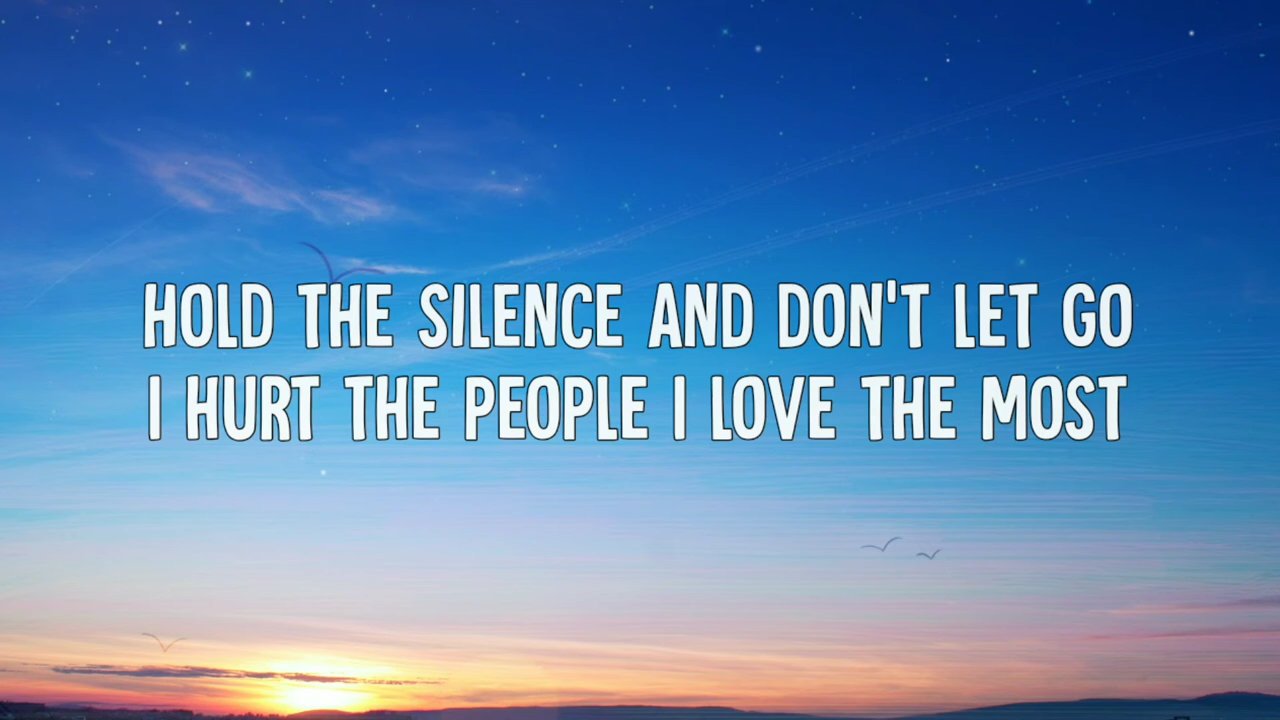 HOLD THE SILENCE AND DON'T LET GO
I HURT THE PEOPLE I LOVE THE MOST